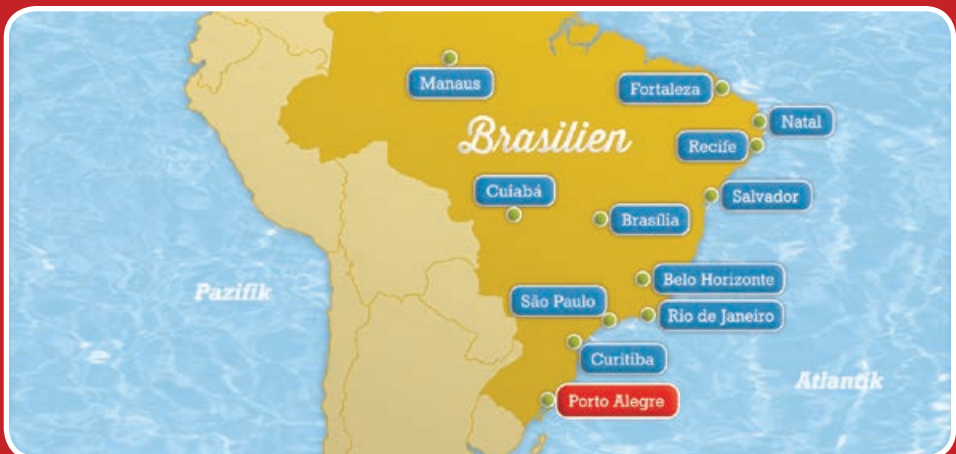 Manaus
Fortaleza
Natal
Brasilien
Recife
Cuiabá
Salvador
Brasília
Belo Horizonte
Pazifik
São Paulo
Rio de Janeiro
Curitiba
Atlantik
Porto Alegre